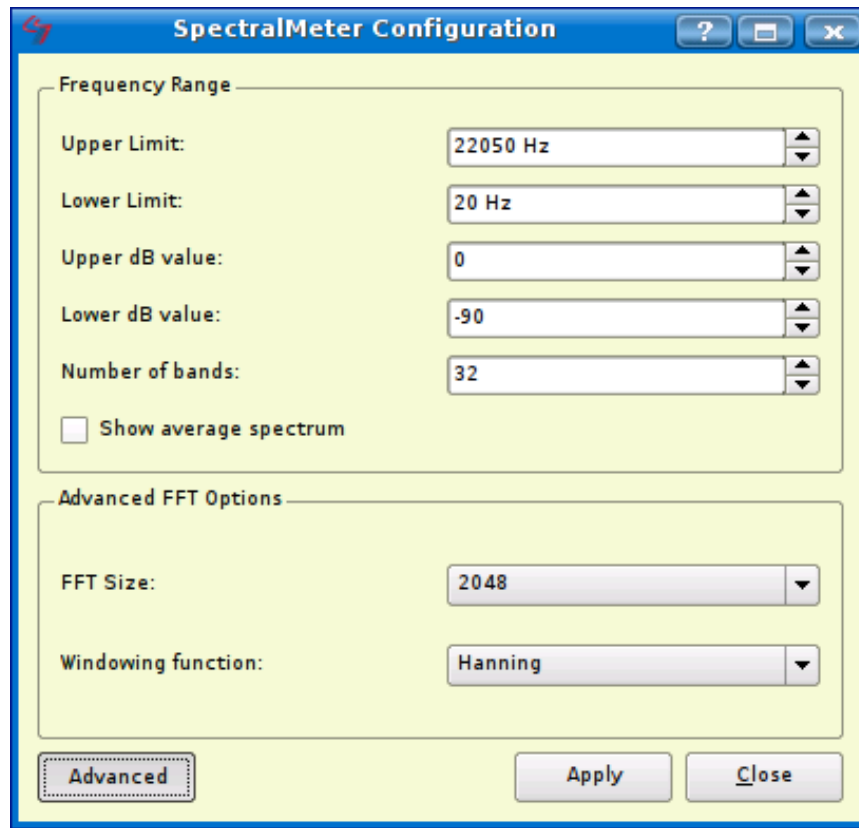 SpectralMeter Configuration
Frequency Range
Upper Limit: 22050 Hz
Lower Limit: 20 Hz
Upper dB value: 0
Lower dB value: -90
Number of bands: 32
Show average spectrum
Advanced FFT Options
FFT Size: 2048
Windowing function: Hanning
Advanced Apply Close